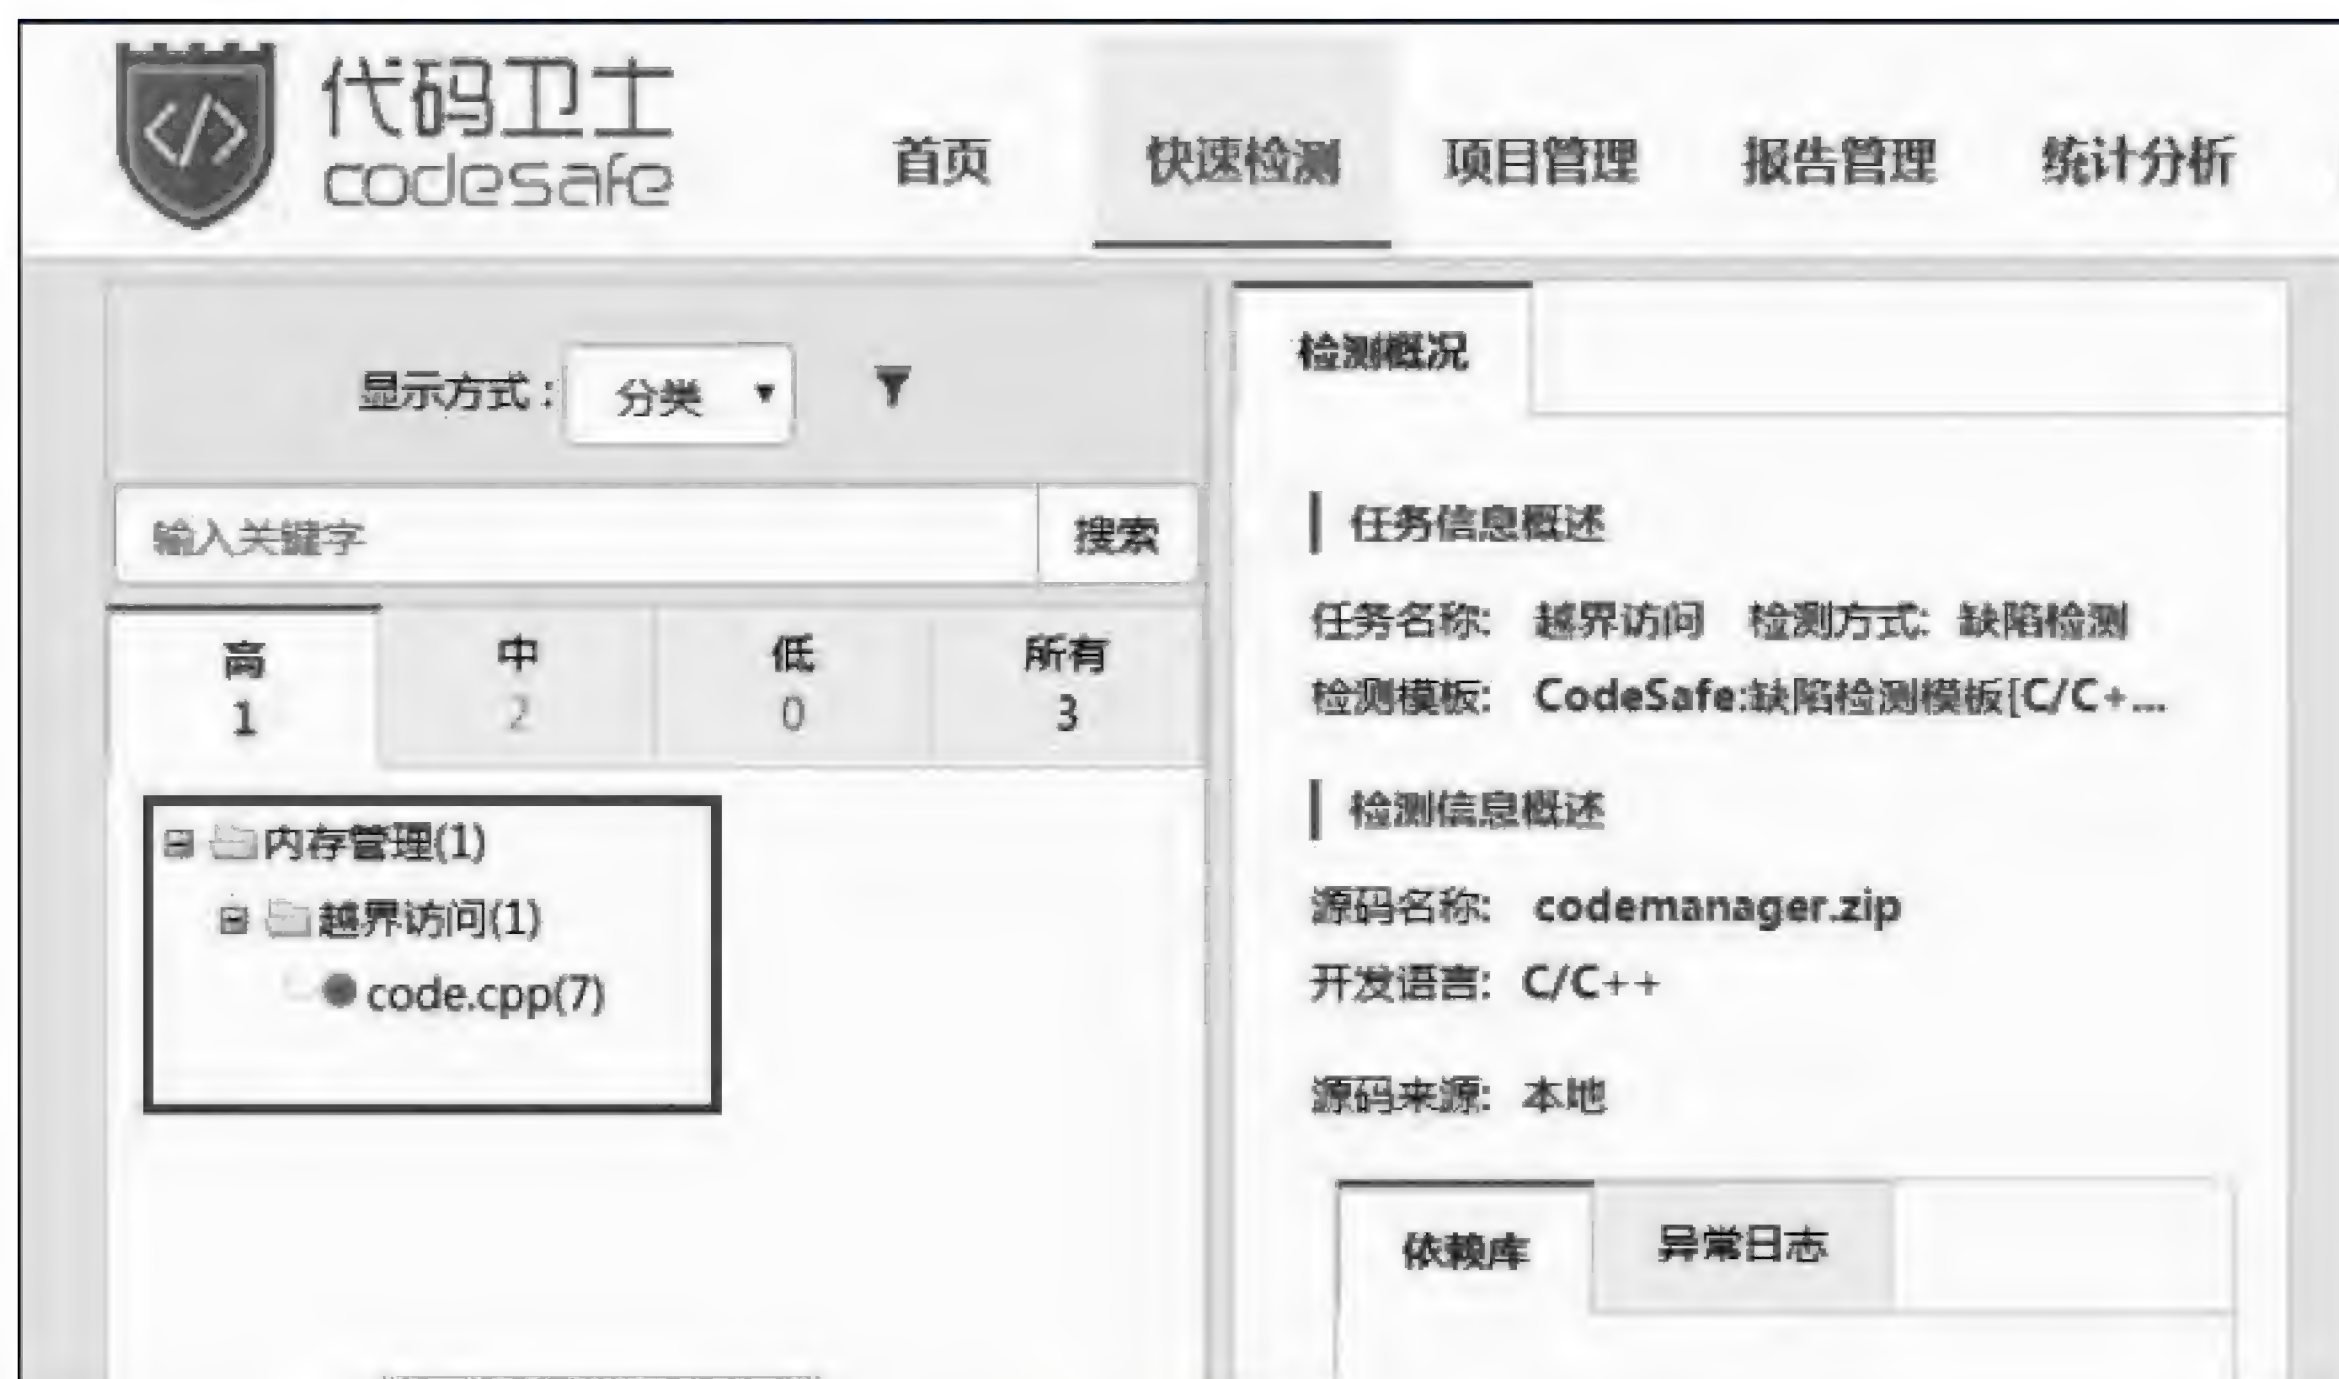 代码卫士
codesafe
首页 快速检测 项目管理 报告管理 统计分析
显示方式： 分类
输入关键字 搜索
高 中 低 所有
1 2 0 3
内存管理(1)
越界访问(1)
code.cpp(7)
检测概况
任务信息概述
任务名称: 越界访问 检测方式: 缺陷检测
检测模板: CodeSafe:缺陷检测模板[C/C+...
检测信息概述
源码名称: codemanager.zip
开发语言: C/C++
源码来源: 本地
依赖库 异常日志